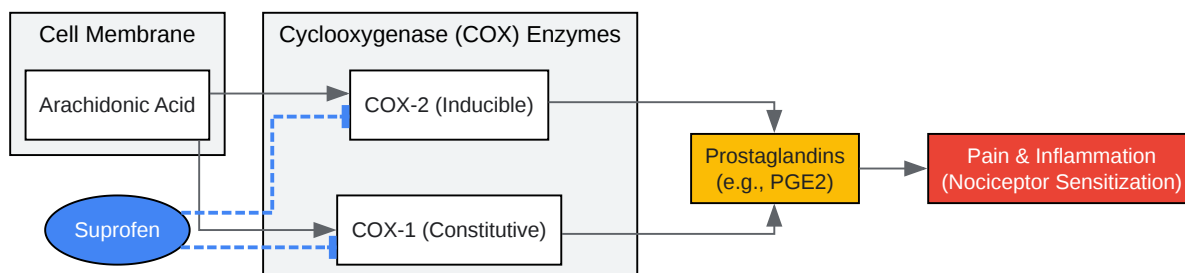 Cell Membrane
Arachidonic Acid
Cyclooxygenase (COX) Enzymes
COX-2 (Inducible)
COX-1 (Constitutive)
Suprofen
Prostaglandins
(e.g., PGE2)
Pain & Inflammation
(Nociceptor Sensitization)